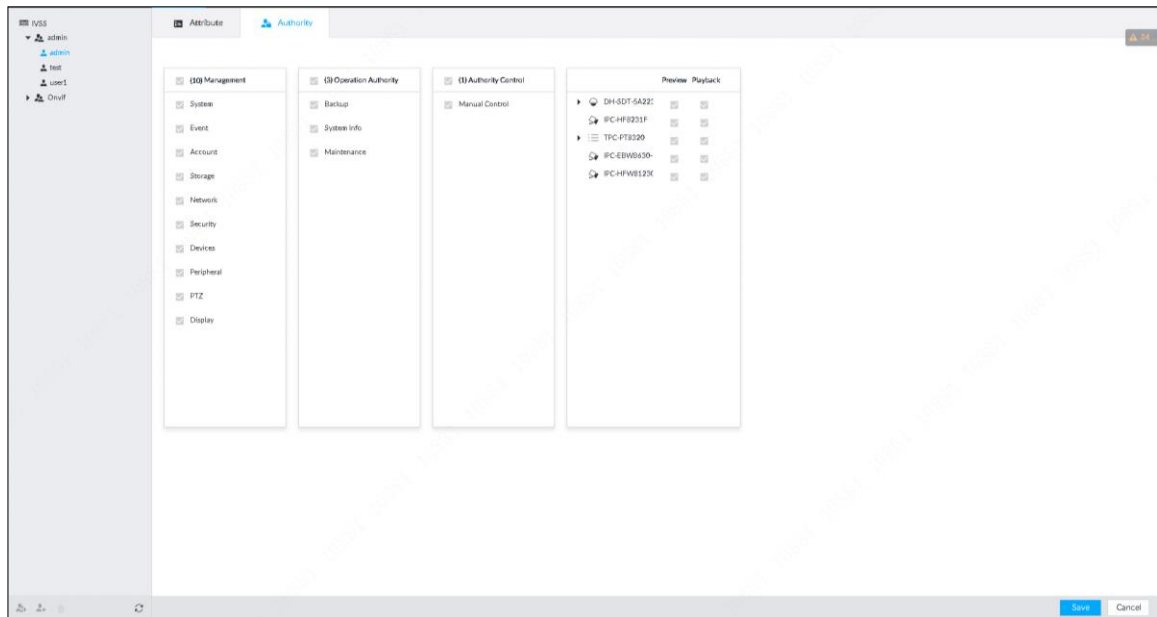 IVSS
Attribute
Authority
admin
admin
test
user1
Onvif
(10) Management
System
Event
Account
Storage
Network
Security
Devices
Peripheral
PTZ
Display
(3) Operation Authority
Backup
System Info
Maintenance
(1) Authority Control
Manual Control
Preview Playback
DH-SDT-5A22
IPC-HF8231F
TPC-PT8320
IPC-EBW8630-
IPC-HFW8123
Save
Cancel